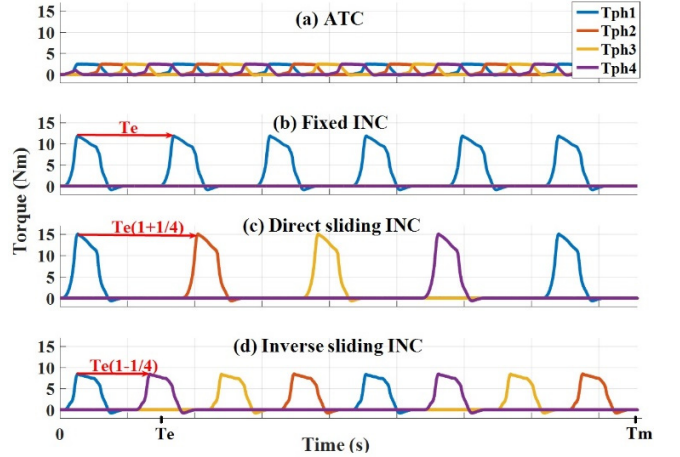 (a) ATC
Tph1
Tph2
Tph3
Tph4
15
10
5
0
(b) Fixed INC
Te
15
10
5
0
(c) Direct sliding INC
Te(1+1/4)
15
10
5
0
(d) Inverse sliding INC
Te(1-1/4)
15
10
5
0
Torque (Nm)
0
Te
Tm
Time (s)